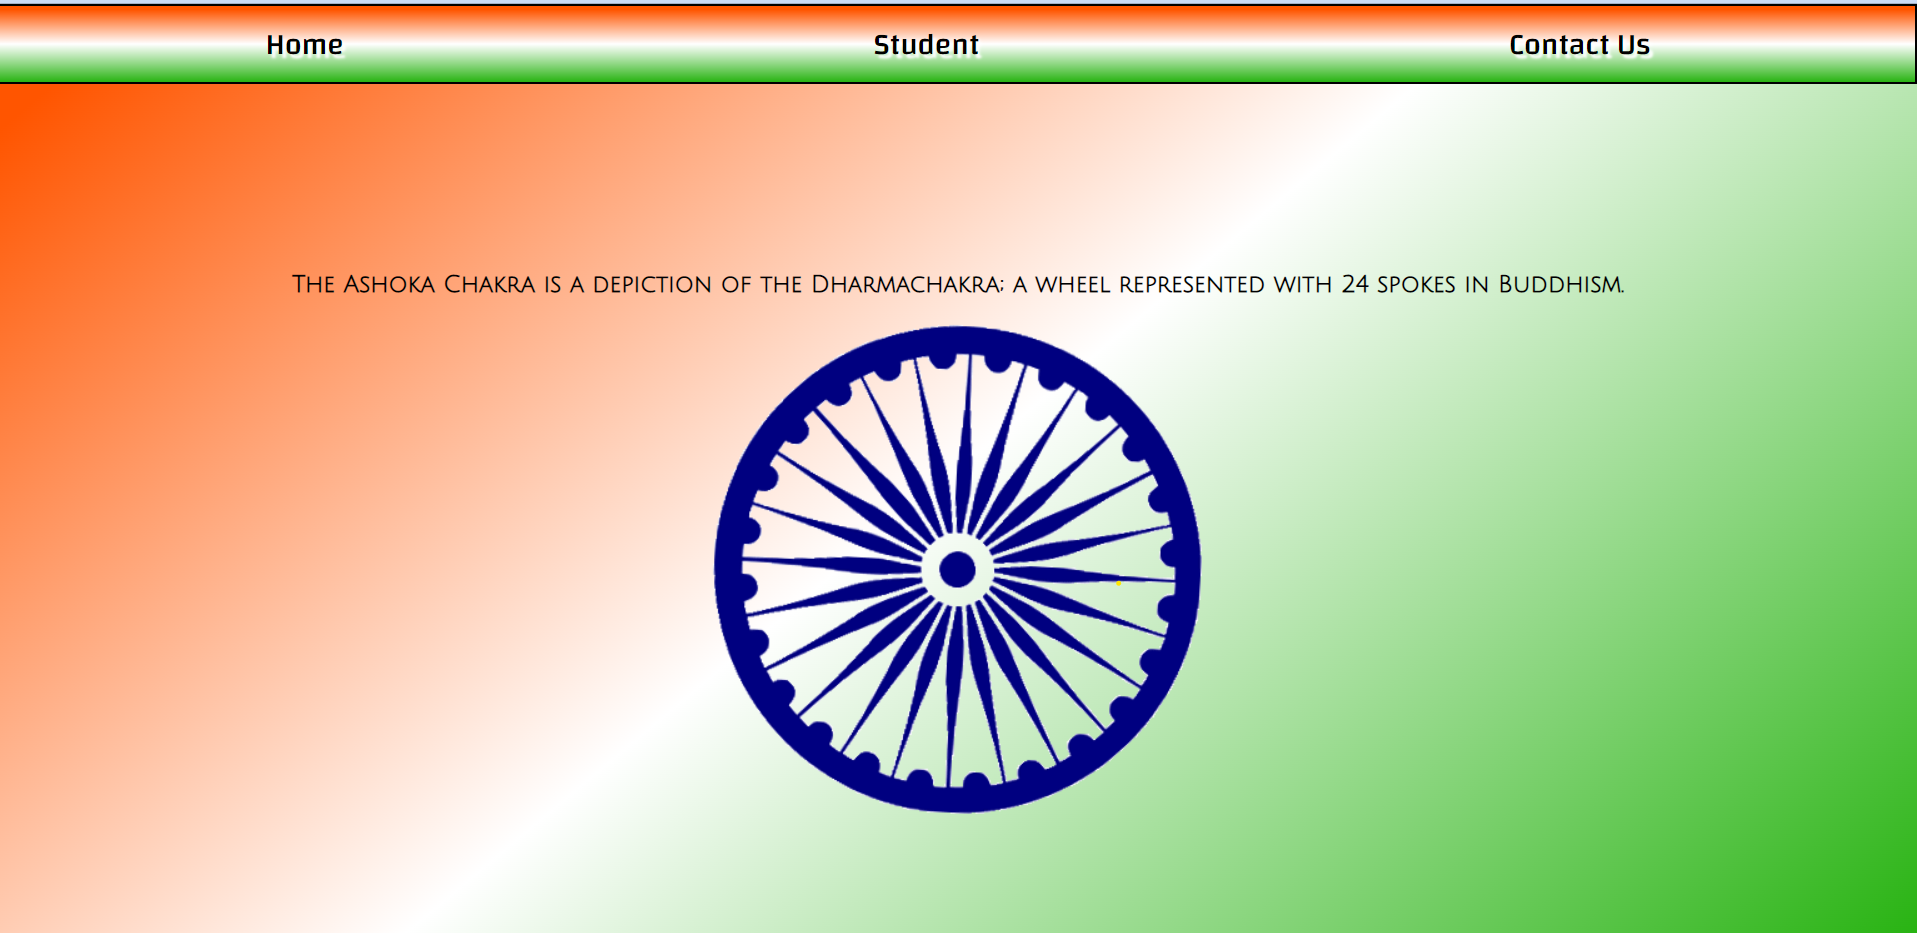 Home Student Contact Us
The Ashoka Chakra is a depiction of the Dharmachakra; a wheel represented with 24 spokes in Buddhism.